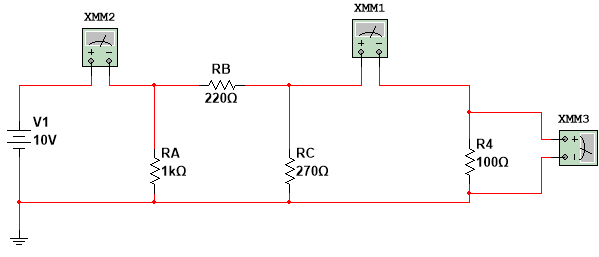 XMM2
XMM1
RB
220Ω
XMM3
V1
10V
RA
1kΩ
RC
270Ω
R4
100Ω